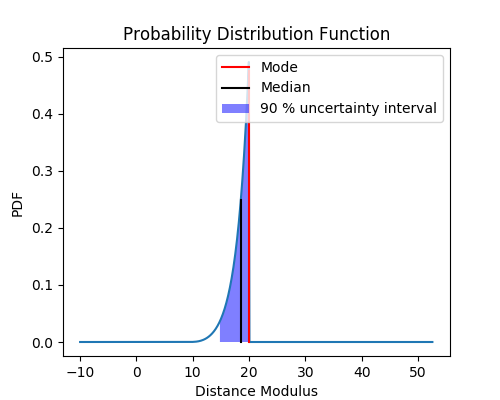 Probability Distribution Function
0.5
0.4
0.3
0.2
0.1
0.0
PDF
Mode
Median
90 % uncertainty interval
−10 0 10 20 30 40 50
Distance Modulus